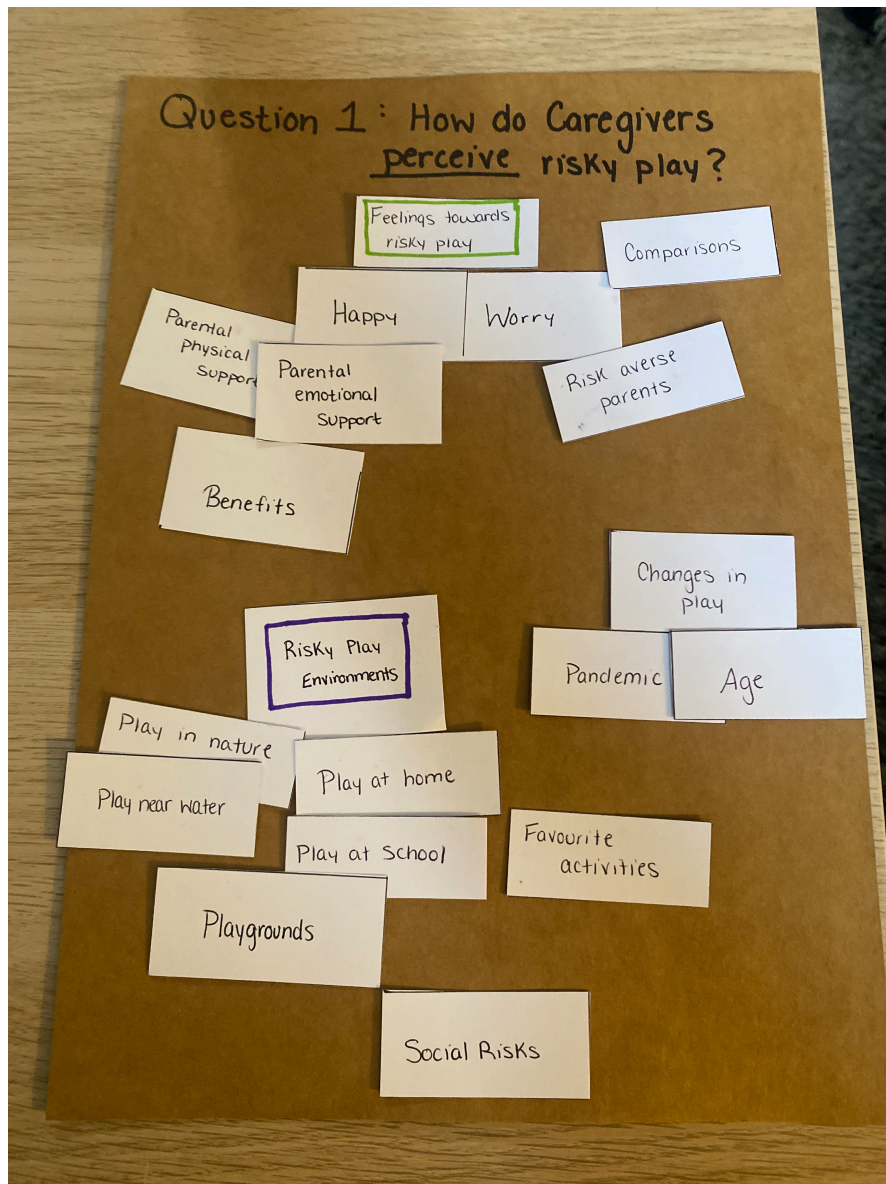 Question 1: How do Caregivers
perceive risky play?
Feelings towards
risky play
Comparisons
Happy
Worry
Parental
physical
support
Parental
emotional
support
Risk averse
parents
Benefits
Changes in
play
Pandemic
Age
Risky Play
Environments
Play in nature
Play near water
Play at home
Play at School
Favourite
activities
Playgrounds
Social Risks